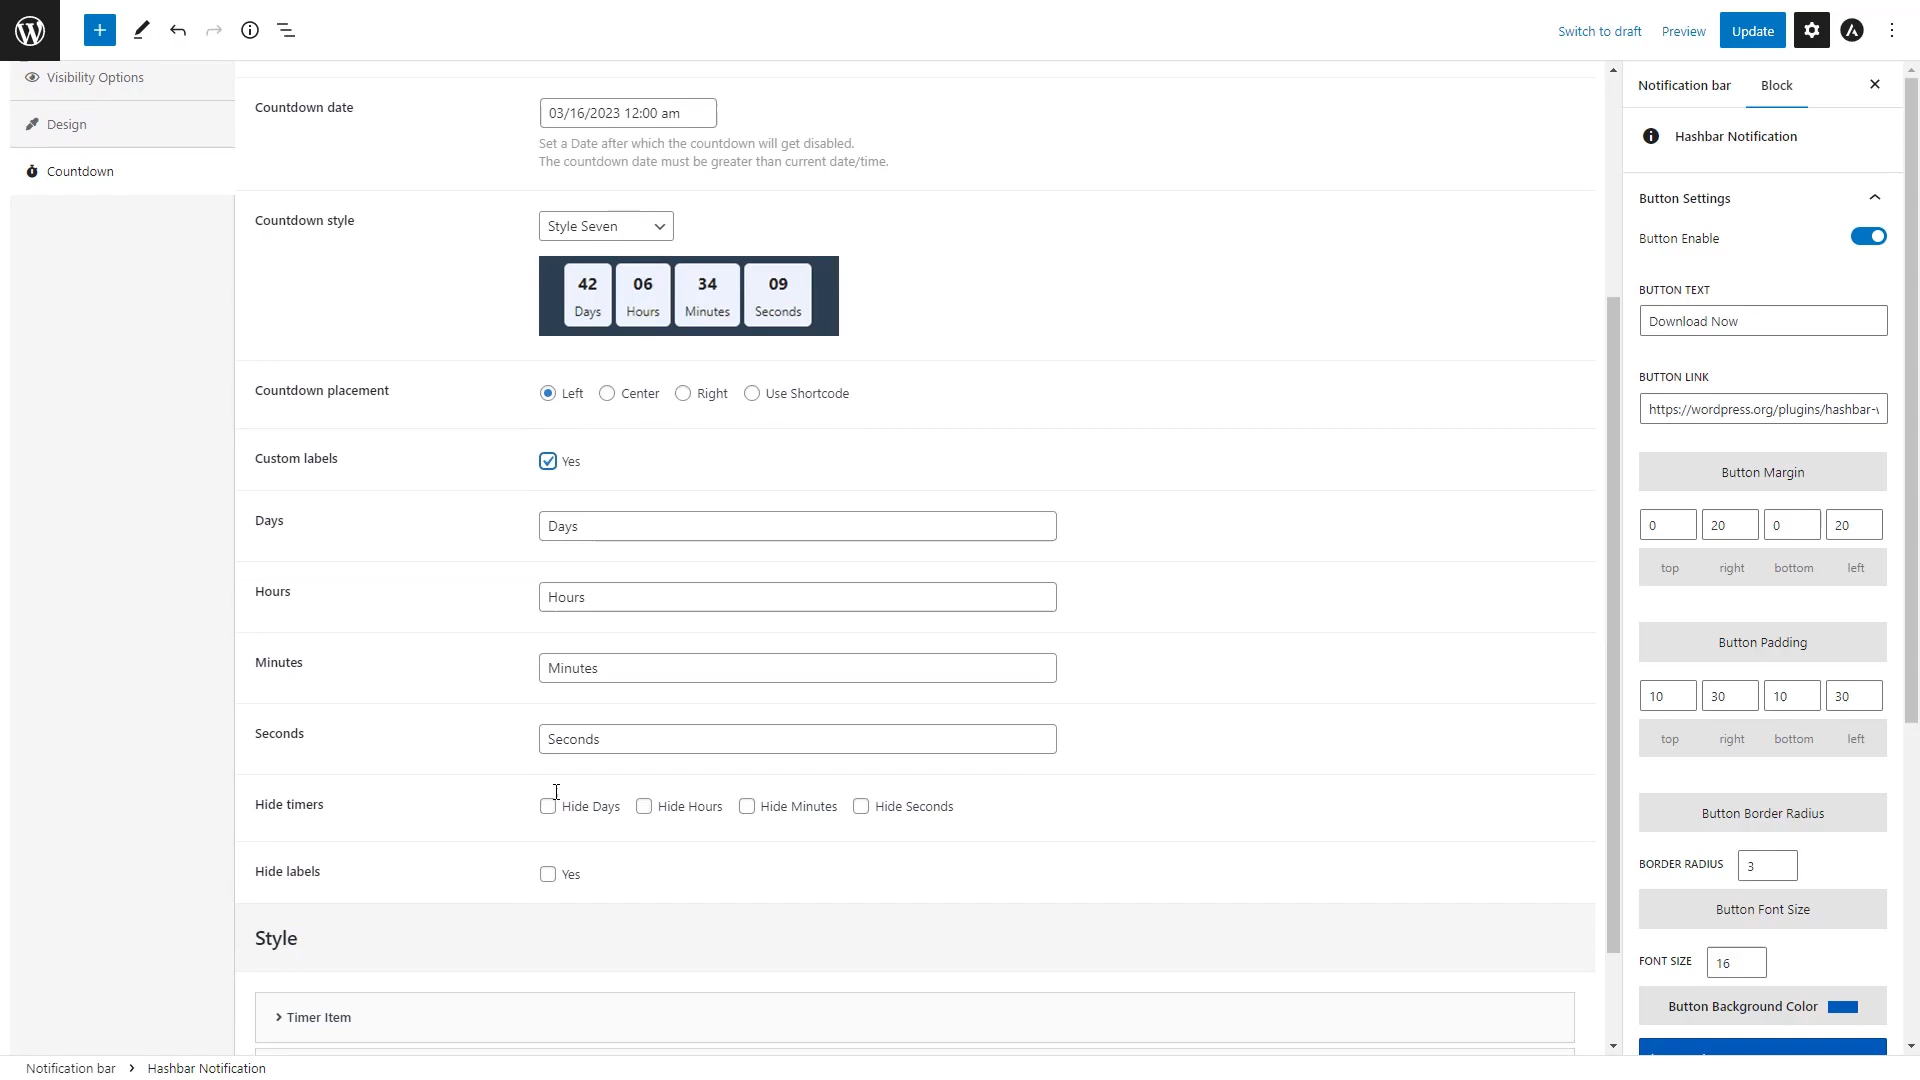 Switch to draft
Preview
Update
Visibility Options
Design
Countdown
Countdown date
03/16/2023 12:00 am
Set a Date after which the countdown will get disabled.
The countdown date must be greater than current date/time.
Countdown style
Style Seven
42 06 34 09
Days Hours Minutes Seconds
Countdown placement
Left Center Right Use Shortcode
Custom labels
Yes
Days
Days
Hours
Hours
Minutes
Minutes
Seconds
Seconds
Hide timers
Hide Days Hide Hours Hide Minutes Hide Seconds
Hide labels
Yes
Style
Timer Item
Notification bar Block
Hashbar Notification
Button Settings
Button Enable
BUTTON TEXT
Download Now
BUTTON LINK
https://wordpress.org/plugins/hashbar-
Button Margin
0 20 0 20
top right bottom left
Button Padding
10 30 10 30
top right bottom left
Button Border Radius
BORDER RADIUS 3
Button Font Size
FONT SIZE 16
Button Background Color
Notification bar > Hashbar Notification